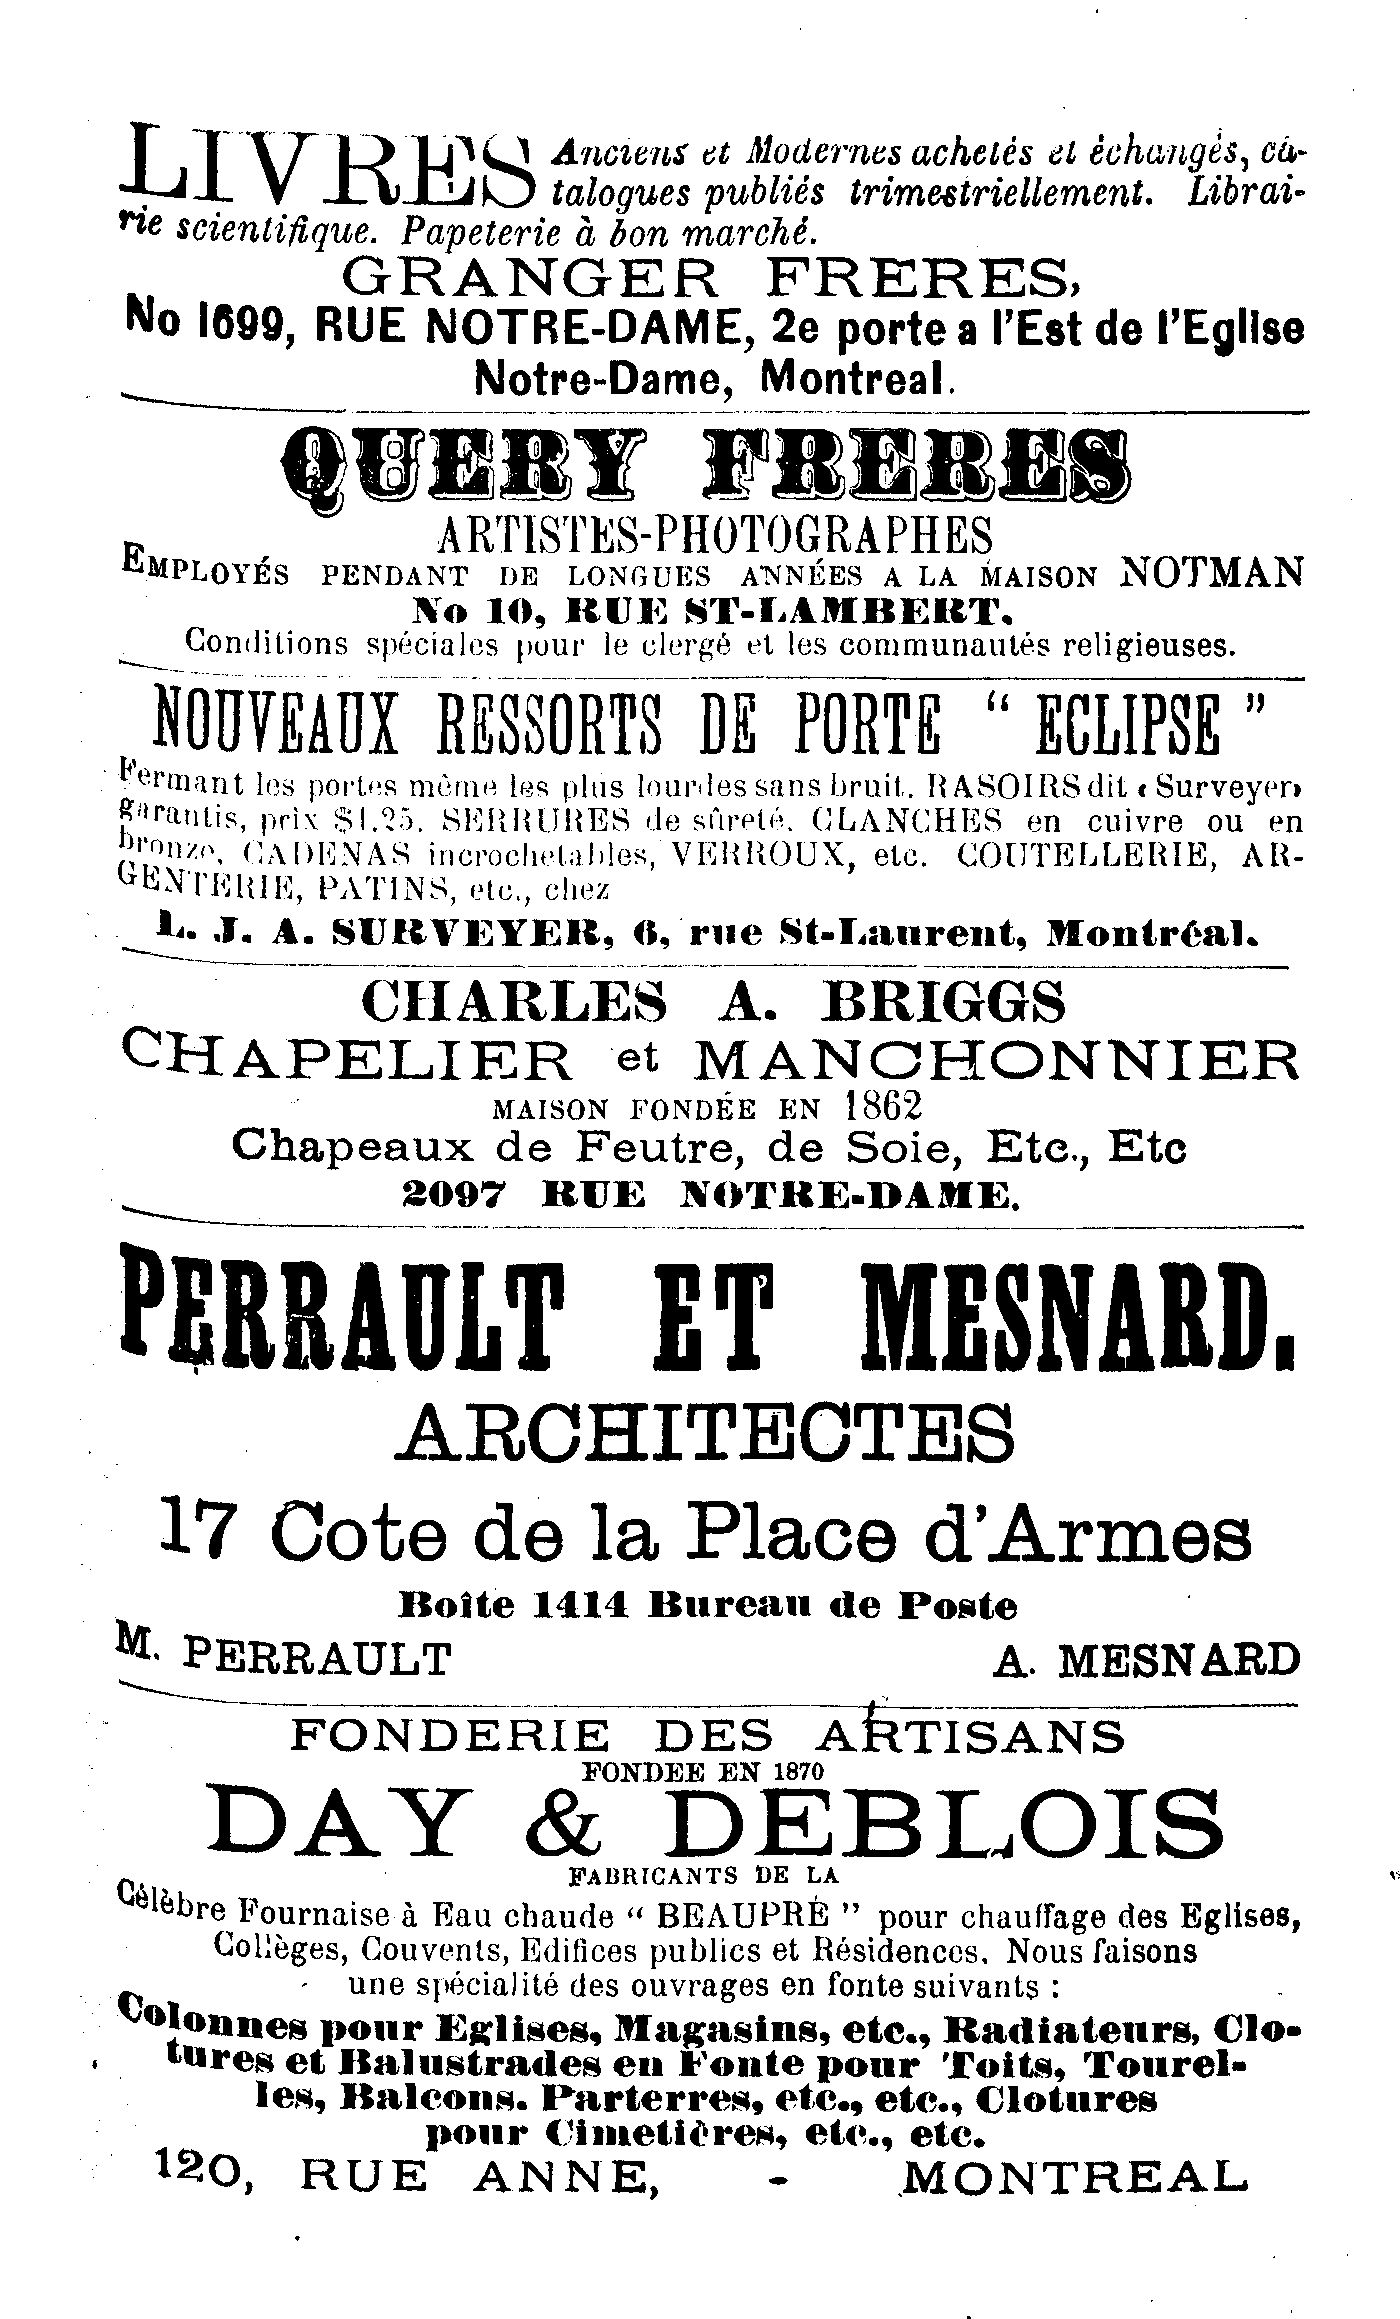 LIVRES Anciens et Modernes achetés et échangés, ca-
talogues publiés trimestriellement. Librai-
rie scientifique. Papeterie à bon marché.
GRANGER FRERES,
No 1699, RUE NOTRE-DAME, 2e porte a l'Est de l'Eglise
Notre-Dame, Montreal.
QUERY FRERES
ARTISTES-PHOTOGRAPHES
EMPLOYÉS PENDANT DE LONGUES ANNÉES A LA MAISON NOTMAN
No 10, RUE ST-LAMBERT.
Conditions spéciales pour le clergé et les communautés religieuses.
NOUVEAUX RESSORTS DE PORTE " ECLIPSE "
Fermant les portes même les plus lourdes sans bruit. RASOIRS dit « Surveyer»
garantis, prix $1.25. SERRURES de sûreté. CLANCHES en cuivre ou en
bronze, CADENAS incrochetables, VERROUX, etc. COUTELLERIE, AR-
GENTERIE, PATINS, etc., chez
L. J. A. SURVEYER, 6, rue St-Laurent, Montréal.
CHARLES A. BRIGGS
CHAPELIER et MANCHONNIER
MAISON FONDÉE EN 1862
Chapeaux de Feutre, de Soie, Etc., Etc
2097 RUE NOTRE-DAME.
PERRAULT ET MESNARD.
ARCHITECTES
17 Cote de la Place d'Armes
Boîte 1414 Bureau de Poste
M. PERRAULT A. MESNARD
FONDERIE DES ARTISANS
FONDEE EN 1870
DAY & DEBLOIS
FABRICANTS DE LA
Célèbre Fournaise à Eau chaude " BEAUPRÉ " pour chauffage des Eglises,
Collèges, Couvents, Edifices publics et Résidences. Nous faisons
une spécialité des ouvrages en fonte suivants :
Colonnes pour Eglises, Magasins, etc., Radiateurs, Clo-
tures et Balustrades en Fonte pour Toits, Tourel-
les, Balcons. Parterres, etc., etc., Clotures
pour Cimetières, etc., etc.
120, RUE ANNE, - MONTREAL